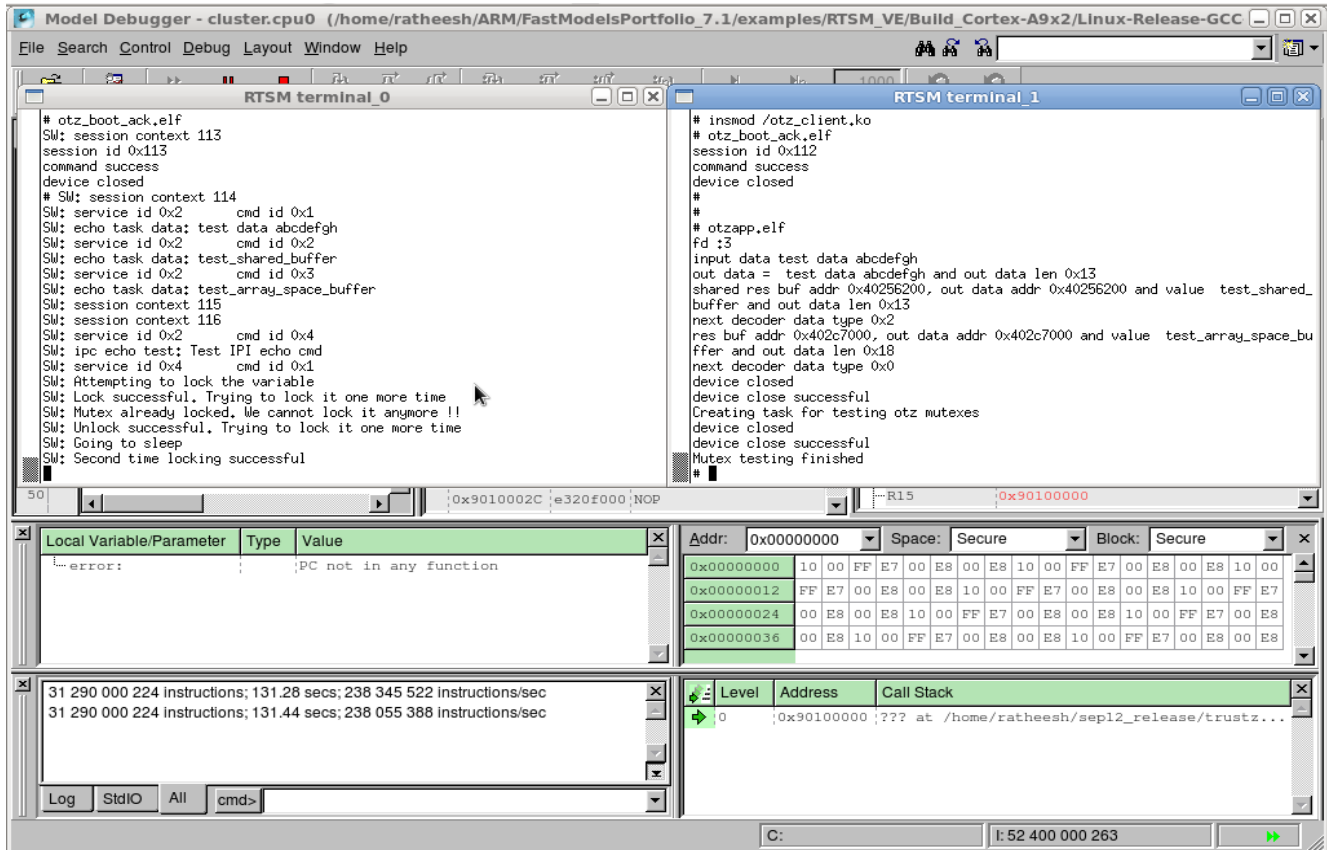 Model Debugger - cluster.cpu0 (/home/ratheesh/ARM/FastModelsPortfolio_7.1/examples/RTSM_VE/Build_Cortex-A9x2/Linux-Release-GCC
File Search Control Debug Layout Window Help
1000
RTSM terminal_0
# otz_boot_ack.elf
SW: session context 113
session id 0x113
command success
device closed
# SW: session context 114
SW: service id 0x2 cmd id 0x1
SW: echo task data: test data abcdefgh
SW: service id 0x2 cmd id 0x2
SW: echo task data: test_shared_buffer
SW: service id 0x2 cmd id 0x3
SW: echo task data: test_array_space_buffer
SW: session context 115
SW: session context 116
SW: service id 0x2 cmd id 0x4
SW: ipc echo test: Test IPI echo cmd
SW: service id 0x4 cmd id 0x1
SW: Attempting to lock the variable
SW: Lock successful. Trying to lock it one more time
SW: Mutex already locked. We cannot lock it anymore !!
SW: Unlock successful. Trying to lock it one more time
SW: Going to sleep
SW: Second time locking successful
RTSM terminal_1
# insmod /otz_client.ko
# otz_boot_ack.elf
session id 0x112
command success
device closed
#
#
# otzapp.elf
fd :3
input data test data abcdefgh
out data = test data abcdefgh and out data len 0x13
shared res buf addr 0x40256200, out data addr 0x40256200 and value test_shared_
buffer and out data len 0x13
next decoder data type 0x2
res buf addr 0x402c7000, out data addr 0x402c7000 and value test_array_space_bu
ffer and out data len 0x18
next decoder data type 0x0
device closed
device close successful
Creating task for testing otz mutexes
device closed
device close successful
Mutex testing finished
#
50
0x9010002C e320f000 NOP
R15 0x90100000
Local Variable/Parameter Type Value
error: PC not in any function
Addr: 0x00000000 Space: Secure Block: Secure
0x00000000 10 00 FF E7 00 E8 00 E8 10 00 FF E7 00 E8 00 E8 10 00
0x00000012 FF E7 00 E8 00 E8 10 00 FF E7 00 E8 00 E8 10 00 FF E7
0x00000024 00 E8 00 E8 10 00 FF E7 00 E8 00 E8 10 00 FF E7 00 E8
0x00000036 00 E8 10 00 FF E7 00 E8 00 E8 10 00 FF E7 00 E8 00 E8
31 290 000 224 instructions; 131.28 secs; 238 345 522 instructions/sec
31 290 000 224 instructions; 131.44 secs; 238 055 388 instructions/sec
Log StdIO All cmd>
Level Address Call Stack
0 0x90100000 ??? at /home/ratheesh/sep12_release/trustz...
C:
I: 52 400 000 263